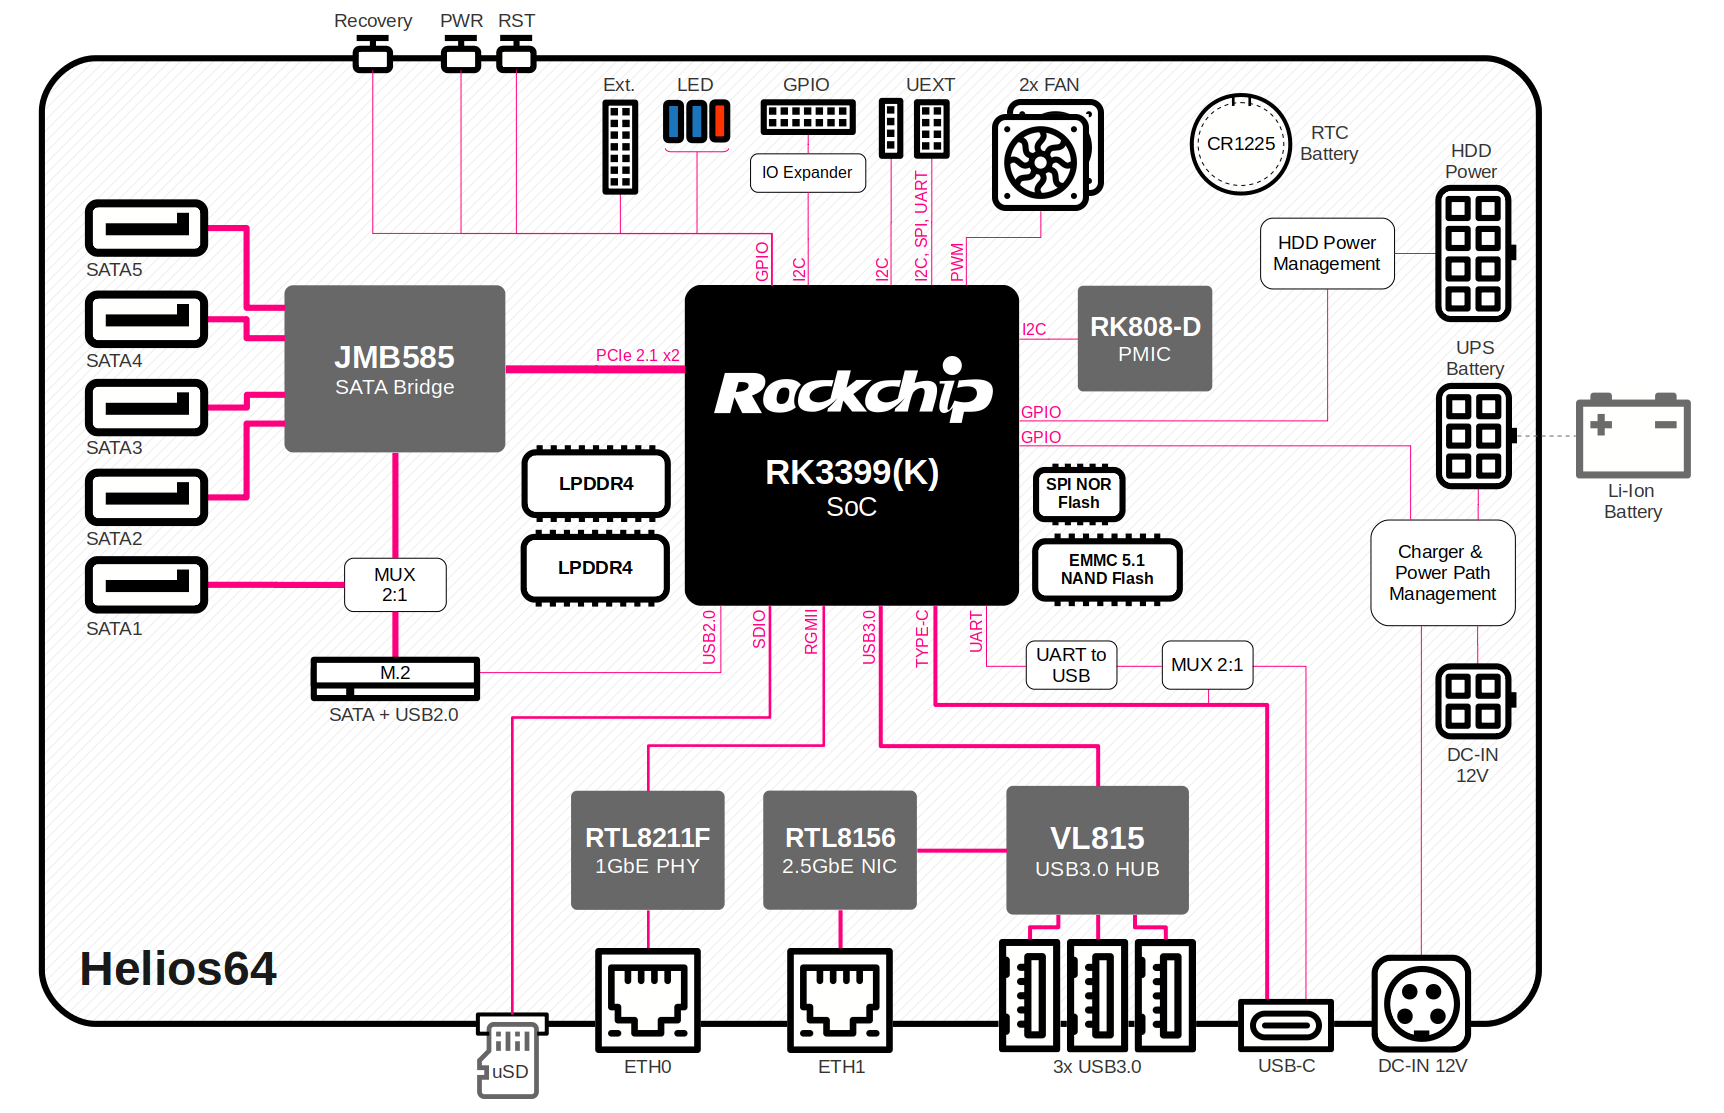 Recovery
PWR
RST
Ext.
LED
GPIO
UEXT
2x FAN
CR1225
RTC
Battery
HDD
Power
IO Expander
HDD Power
Management
GPIO
I2C
I2C
I2C, SPI, UART
PWM
SATA5
SATA4
SATA3
SATA2
SATA1
JMB585
SATA Bridge
PCIe 2.1 x2
Rockchip
RK3399(K)
SoC
I2C
RK808-D
PMIC
GPIO
GPIO
UPS
Battery
Li-Ion
Battery
LPDDR4
LPDDR4
SPI NOR
Flash
EMMC 5.1
NAND Flash
Charger &
Power Path
Management
MUX
2:1
M.2
SATA + USB2.0
USB2.0
SDIO
RGMII
USB3.0
TYPE-C
UART
UART to
USB
MUX 2:1
DC-IN
12V
RTL8211F
1GbE PHY
RTL8156
2.5GbE NIC
VL815
USB3.0 HUB
Helios64
uSD
ETH0
ETH1
3x USB3.0
USB-C
DC-IN 12V